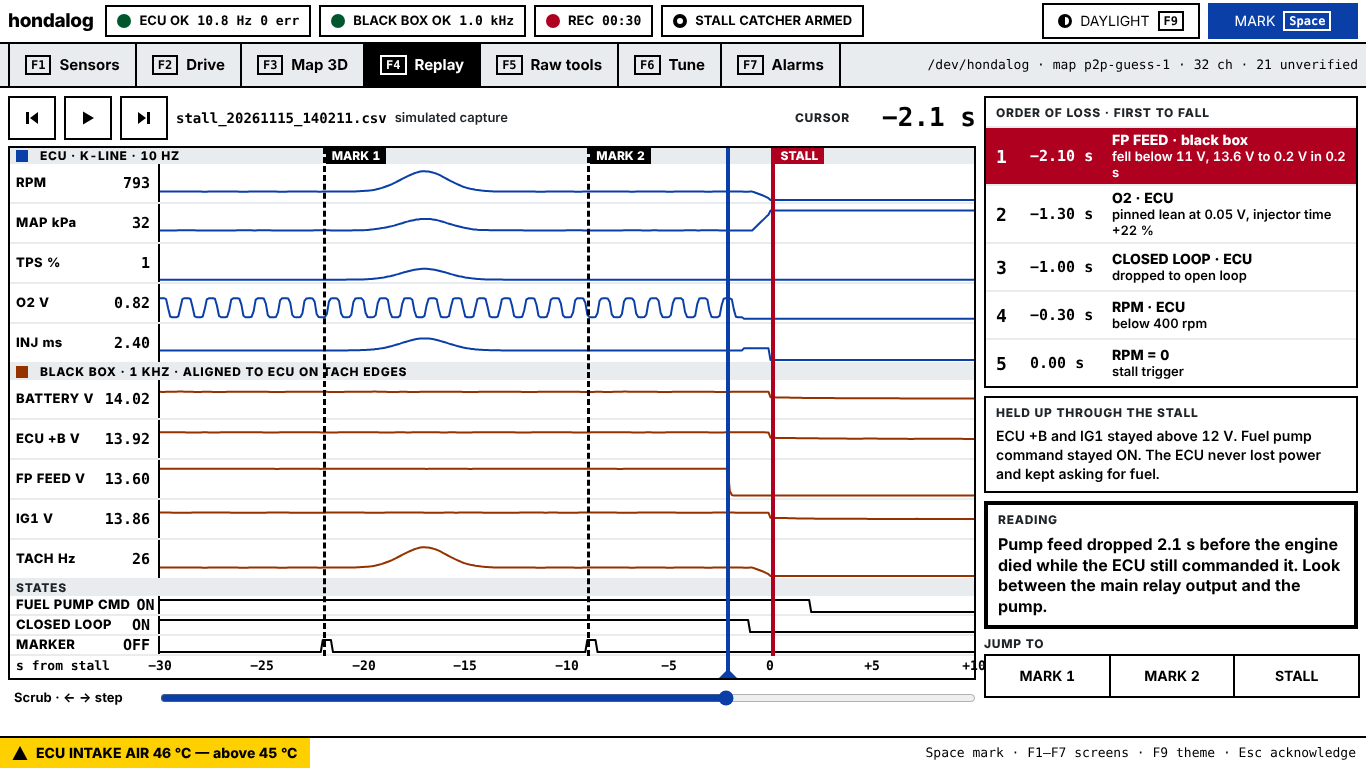 hondalog
ECU OK 10.8 Hz 0 err
BLACK BOX OK 1.0 kHz
REC 00:30
STALL CATCHER ARMED
DAYLIGHT F9
MARK Space
F1 Sensors
F2 Drive
F3 Map 3D
F4 Replay
F5 Raw tools
F6 Tune
F7 Alarms
/dev/hondalog · map p2p-guess-1 · 32 ch · 21 unverified
stall_20261115_140211.csv simulated capture
CURSOR −2.1 s
ECU · K-LINE · 10 HZ
MARK 1
MARK 2
STALL
RPM 793
MAP kPa 32
TPS % 1
O2 V 0.82
INJ ms 2.40
BLACK BOX · 1 KHZ · ALIGNED TO ECU ON TACH EDGES
BATTERY V 14.02
ECU +B V 13.92
FP FEED V 13.60
IG1 V 13.86
TACH Hz 26
STATES
FUEL PUMP CMD ON
CLOSED LOOP ON
MARKER OFF
s from stall −30 −25 −20 −15 −10 −5 0 +5 +10
Scrub · ← → step
ORDER OF LOSS · FIRST TO FALL
1 −2.10 s FP FEED · black box
fell below 11 V, 13.6 V to 0.2 V in 0.2
s
2 −1.30 s O2 · ECU
pinned lean at 0.05 V, injector time
+22 %
3 −1.00 s CLOSED LOOP · ECU
dropped to open loop
4 −0.30 s RPM · ECU
below 400 rpm
5 0.00 s RPM = 0
stall trigger
HELD UP THROUGH THE STALL
ECU +B and IG1 stayed above 12 V. Fuel pump
command stayed ON. The ECU never lost power
and kept asking for fuel.
READING
Pump feed dropped 2.1 s before the engine
died while the ECU still commanded it. Look
between the main relay output and the
pump.
JUMP TO
MARK 1
MARK 2
STALL
ECU INTAKE AIR 46 °C — above 45 °C
Space mark · F1–F7 screens · F9 theme · Esc acknowledge